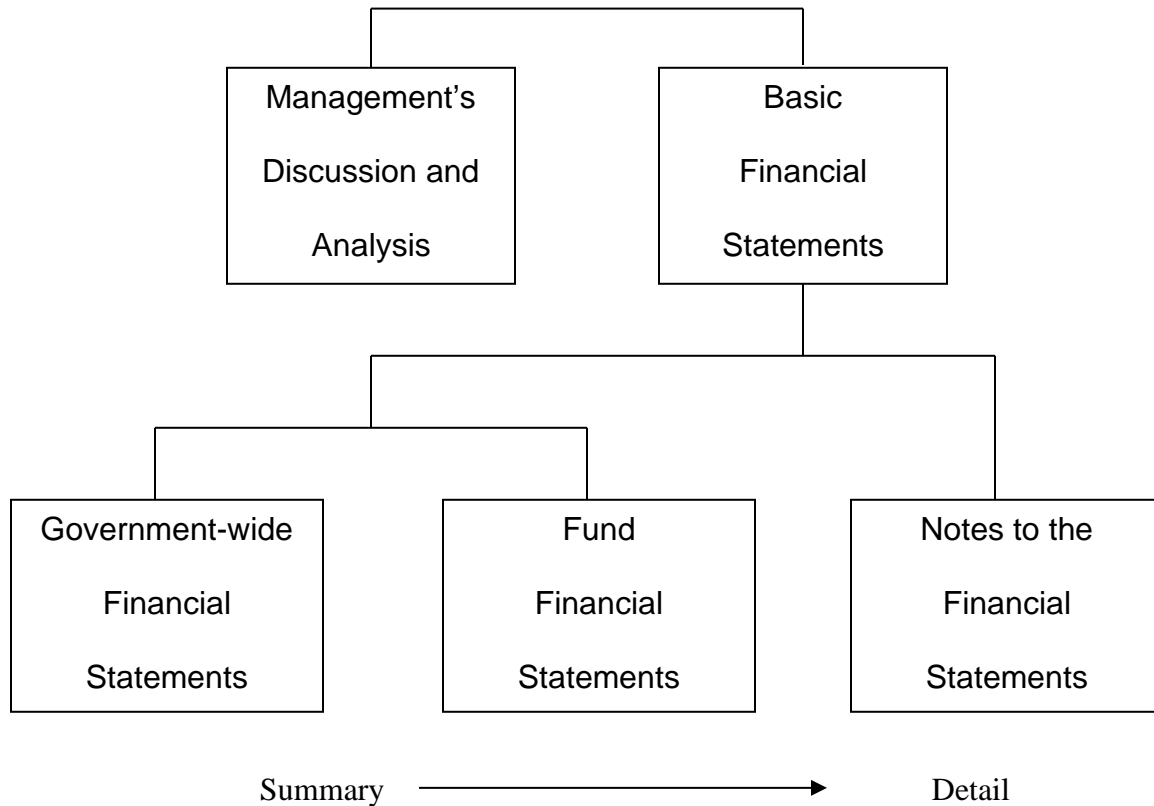 Management’s
Discussion and
Analysis
Basic
Financial
Statements
Government-wide
Financial
Statements
Fund
Financial
Statements
Notes to the
Financial
Statements
Summary
Detail